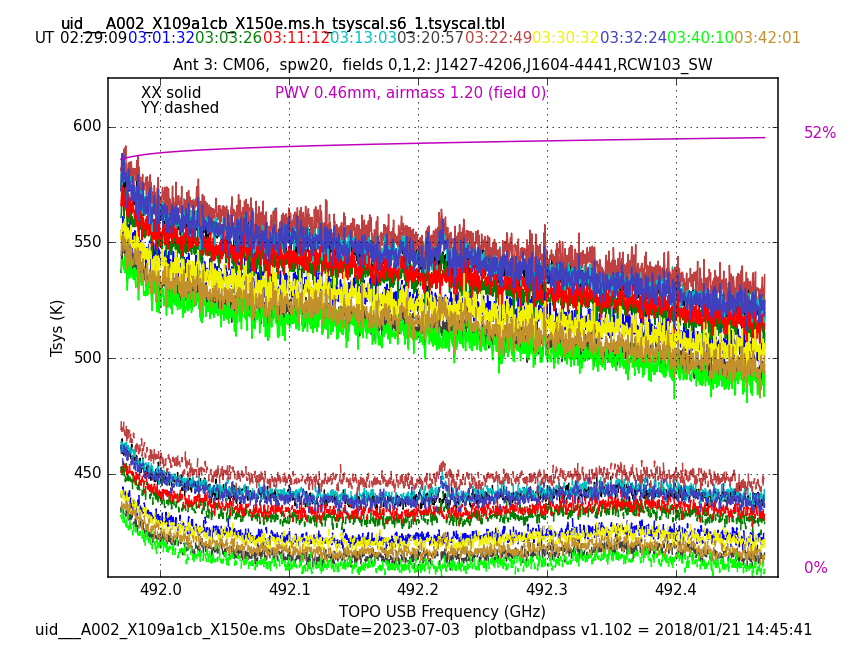 uid___A002_X109a1cb_X150e.ms.h_tsyscal.s6_1.tsyscal.tbl
UT 02:29:09 03:01:32 03:03:26 03:11:12 03:13:03 03:20:57 03:22:49 03:30:32 03:32:24 03:40:10 03:42:01
Ant 3: CM06,  spw20,  fields 0,1,2: J1427-4206,J1604-4441,RCW103_SW
XX solid
PWV 0.46mm, airmass 1.20 (field 0)
YY dashed
600
52%
550
Tsys (K)
500
450
0%
492.0 492.1 492.2 492.3 492.4
TOPO USB Frequency (GHz)
uid___A002_X109a1cb_X150e.ms  ObsDate=2023-07-03   plotbandpass v1.102 = 2018/01/21 14:45:41